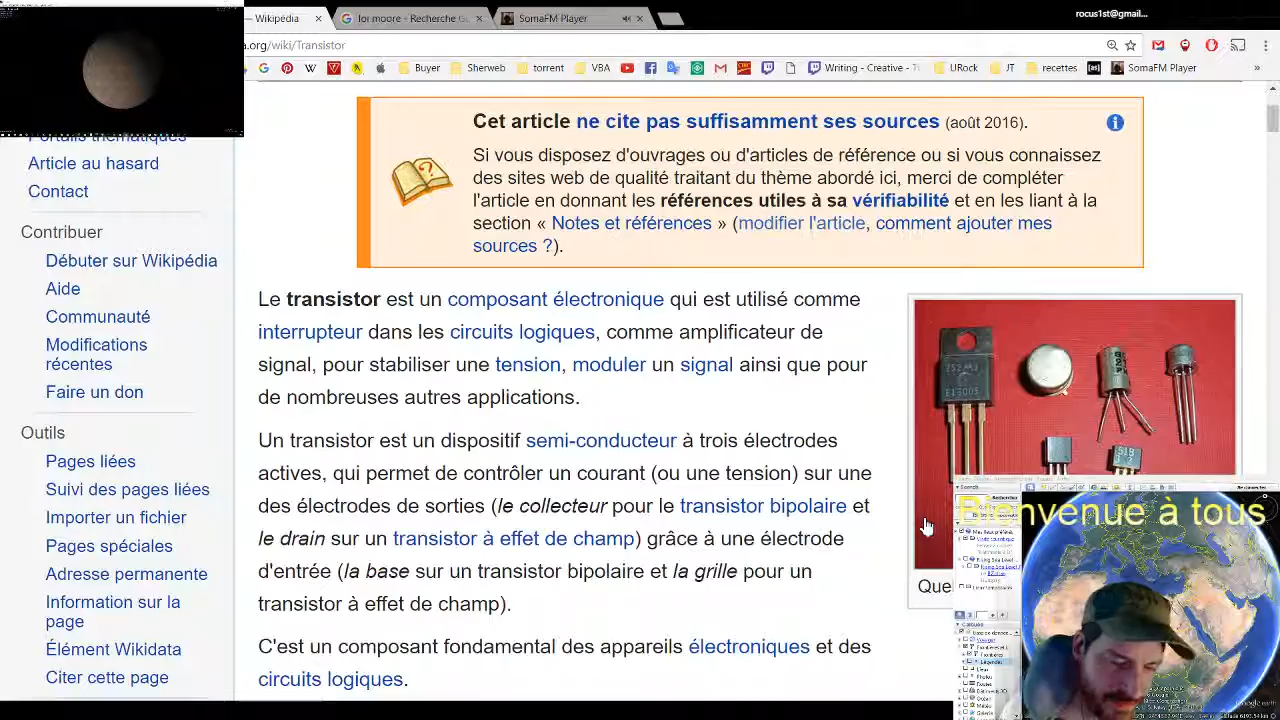 Wikipédia
loi moore - Recherche Go
SomaFM Player
rocus1st@gmail...
a.org/wiki/Transistor
Buyer
Sherweb
torrent
VBA
Writing - Creative - Tv
URock
JT
recettes
[as]
SomaFM Player
»
Portails thématiques
Article au hasard
Contact
Contribuer
Débuter sur Wikipédia
Aide
Communauté
Modifications
récentes
Faire un don
Outils
Pages liées
Suivi des pages liées
Importer un fichier
Pages spéciales
Adresse permanente
Information sur la
page
Élément Wikidata
Citer cette page
Cet article ne cite pas suffisamment ses sources (août 2016).
Si vous disposez d'ouvrages ou d'articles de référence ou si vous connaissez
des sites web de qualité traitant du thème abordé ici, merci de compléter
l'article en donnant les références utiles à sa vérifiabilité et en les liant à la
section « Notes et références » (modifier l'article, comment ajouter mes
sources ?).
Le transistor est un composant électronique qui est utilisé comme
interrupteur dans les circuits logiques, comme amplificateur de
signal, pour stabiliser une tension, moduler un signal ainsi que pour
de nombreuses autres applications.
Un transistor est un dispositif semi-conducteur à trois électrodes
actives, qui permet de contrôler un courant (ou une tension) sur une
des électrodes de sorties (le collecteur pour le transistor bipolaire et
le drain sur un transistor à effet de champ) grâce à une électrode
d'entrée (la base sur un transistor bipolaire et la grille pour un
transistor à effet de champ).
C'est un composant fondamental des appareils électroniques et des
circuits logiques.
E13005
Que
Bienvenue à tous